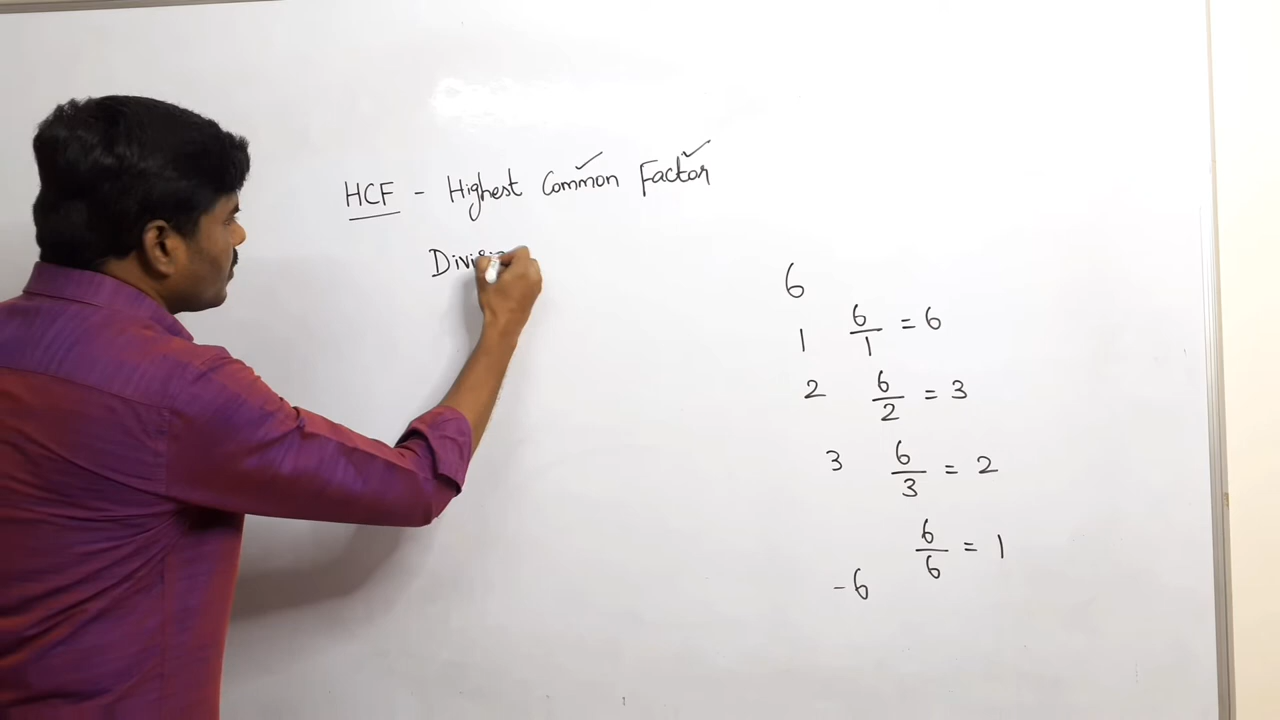 HCF - Highest Common Factor
6
1 6/1 = 6
2 6/2 = 3
3 6/3 = 2
6/6 = 1
- 6